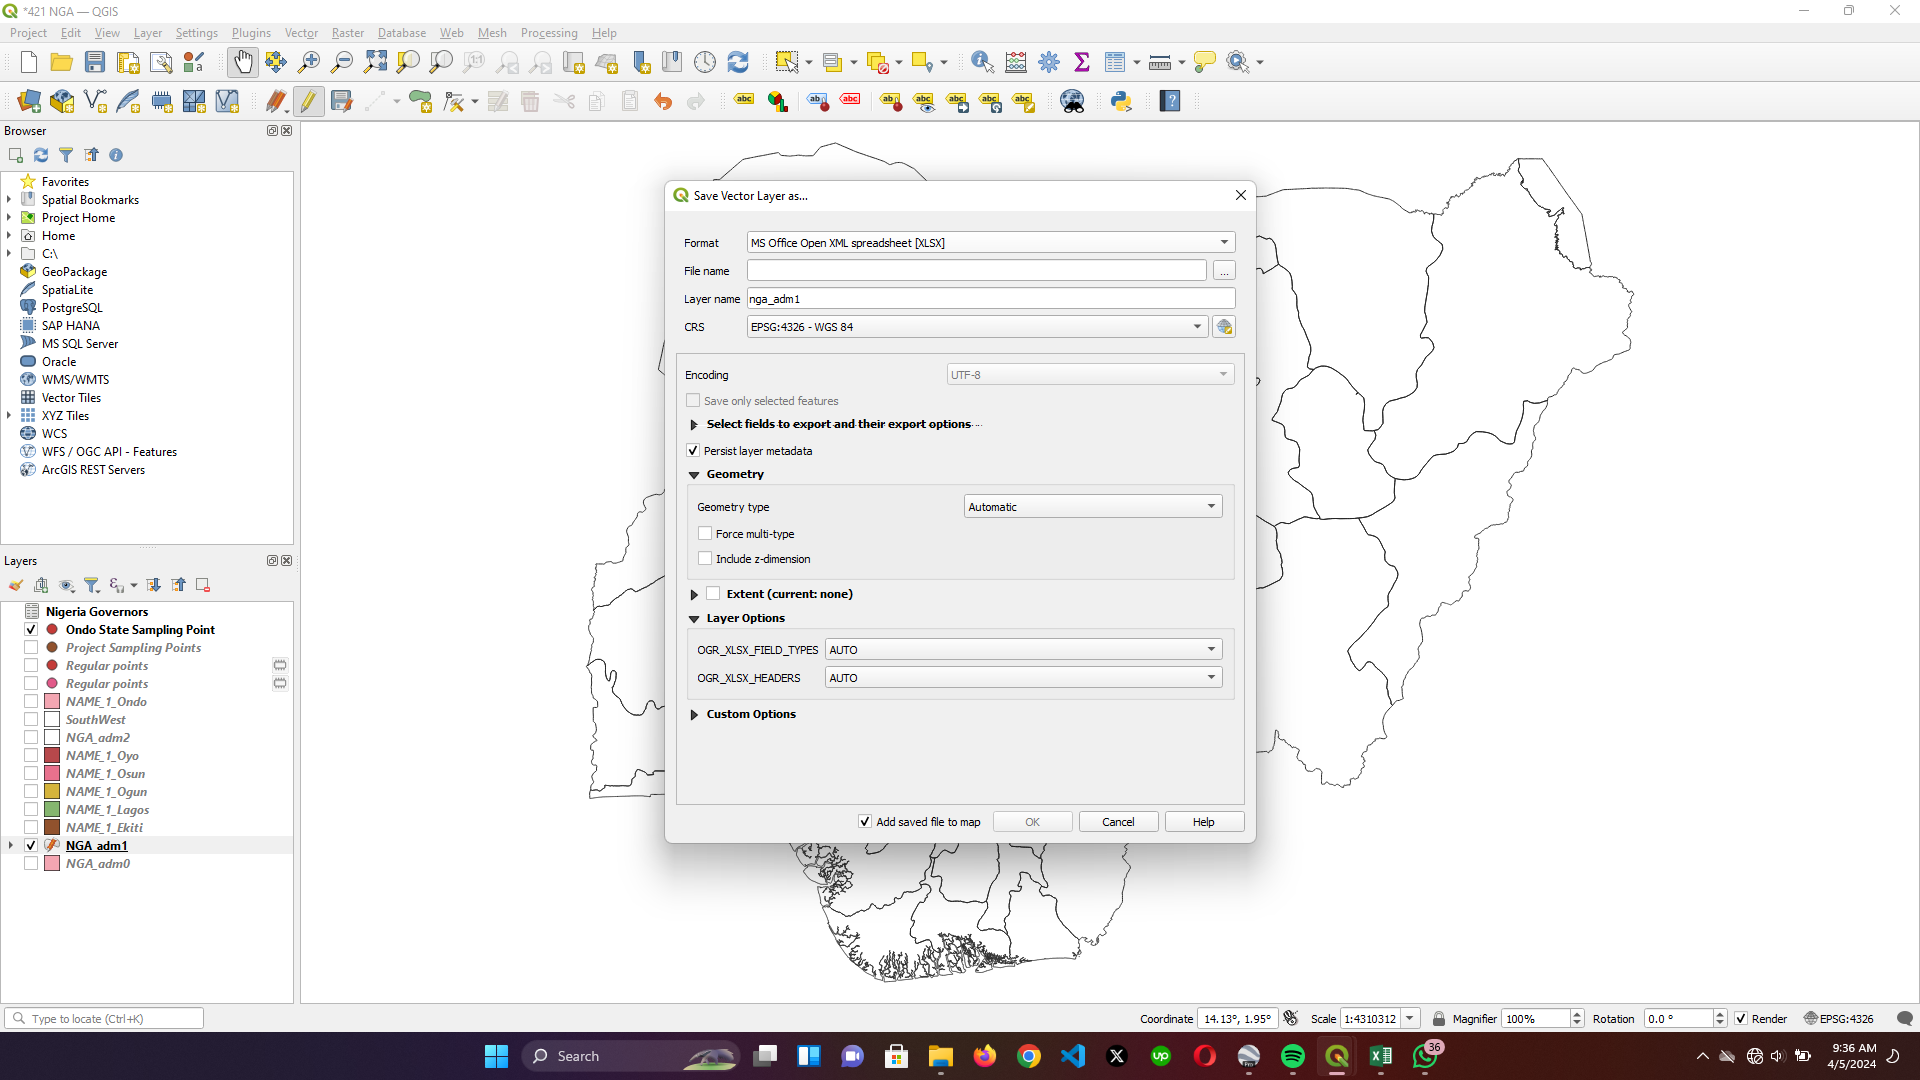 *421 NGA — QGIS
Project Edit View Layer Settings Plugins Vector Raster Database Web Mesh Processing Help
Browser
Favorites
Spatial Bookmarks
Project Home
Home
C:\
GeoPackage
SpatiaLite
PostgreSQL
SAP HANA
MS SQL Server
Oracle
WMS/WMTS
Vector Tiles
XYZ Tiles
WCS
WFS / OGC API - Features
ArcGIS REST Servers
Layers
Nigeria Governors
Ondo State Sampling Point
Project Sampling Points
Regular points
Regular points
NAME_1_Ondo
SouthWest
NGA_adm2
NAME_1_Oyo
NAME_1_Osun
NAME_1_Ogun
NAME_1_Lagos
NAME_1_Ekiti
NGA_adm1
NGA_adm0
Save Vector Layer as...
Format MS Office Open XML spreadsheet [XLSX]
File name ...
Layer name nga_adm1
CRS EPSG:4326 - WGS 84
Encoding UTF-8
Save only selected features
Select fields to export and their export options
Persist layer metadata
Geometry
Geometry type Automatic
Force multi-type
Include z-dimension
Extent (current: none)
Layer Options
OGR_XLSX_FIELD_TYPES AUTO
OGR_XLSX_HEADERS AUTO
Custom Options
Add saved file to map OK Cancel Help
Type to locate (Ctrl+K) Coordinate 14.13°, 1.95° Scale 1:4310312 Magnifier 100% Rotation 0.0 ° Render EPSG:4326
Search 36 9:36 AM
4/5/2024